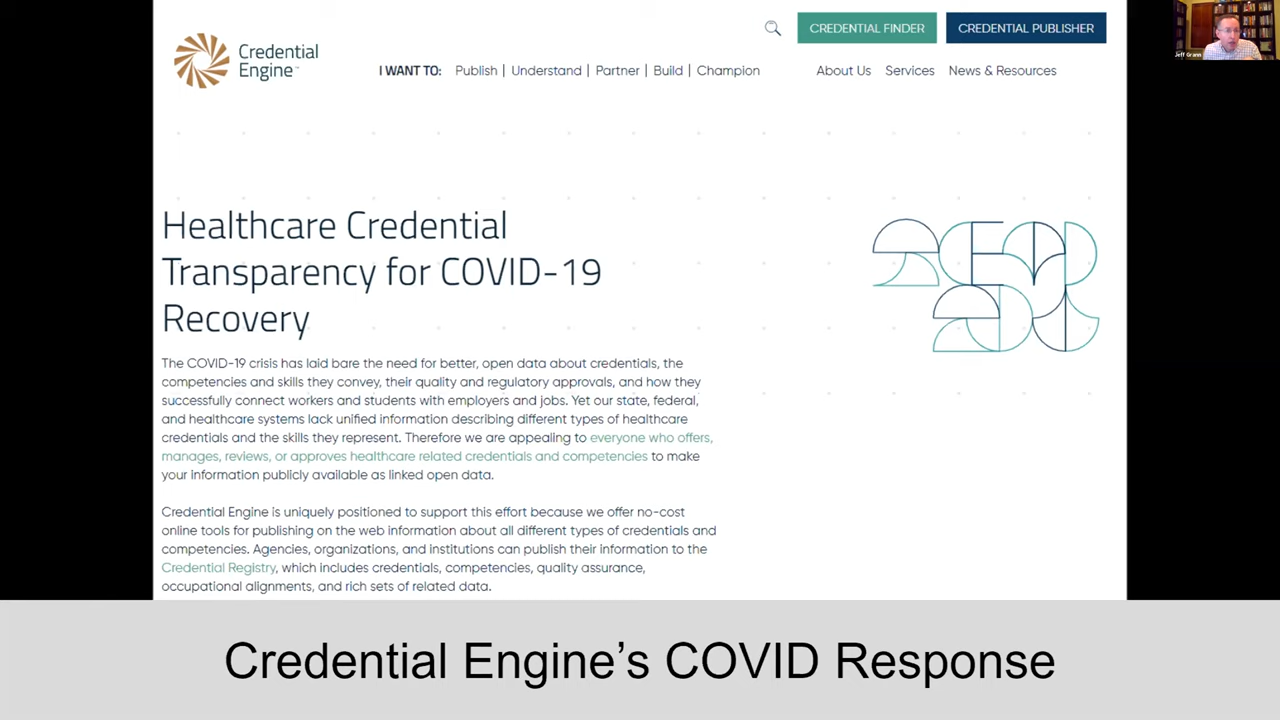 CREDENTIAL FINDER
CREDENTIAL PUBLISHER
Jeff Grann
Credential
Engine™
I WANT TO: Publish | Understand | Partner | Build | Champion
About Us Services News & Resources
Healthcare Credential
Transparency for COVID-19
Recovery
The COVID-19 crisis has laid bare the need for better, open data about credentials, the
competencies and skills they convey, their quality and regulatory approvals, and how they
successfully connect workers and students with employers and jobs. Yet our state, federal,
and healthcare systems lack unified information describing different types of healthcare
credentials and the skills they represent. Therefore we are appealing to everyone who offers,
manages, reviews, or approves healthcare related credentials and competencies to make
your information publicly available as linked open data.
Credential Engine is uniquely positioned to support this effort because we offer no-cost
online tools for publishing on the web information about all different types of credentials and
competencies. Agencies, organizations, and institutions can publish their information to the
Credential Registry, which includes credentials, competencies, quality assurance,
occupational alignments, and rich sets of related data.
Credential Engine’s COVID Response